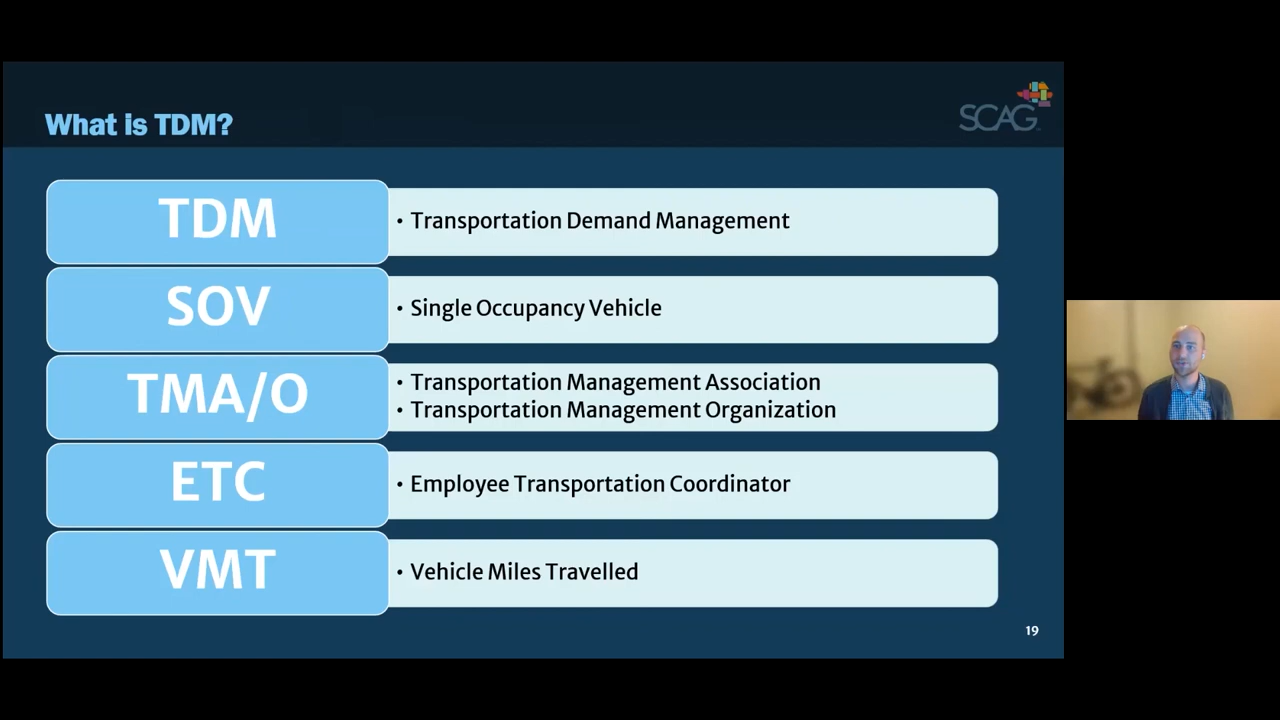 What is TDM?
SCAG
TDM
• Transportation Demand Management
SOV
• Single Occupancy Vehicle
TMA/O
• Transportation Management Association
• Transportation Management Organization
ETC
• Employee Transportation Coordinator
VMT
• Vehicle Miles Travelled
19